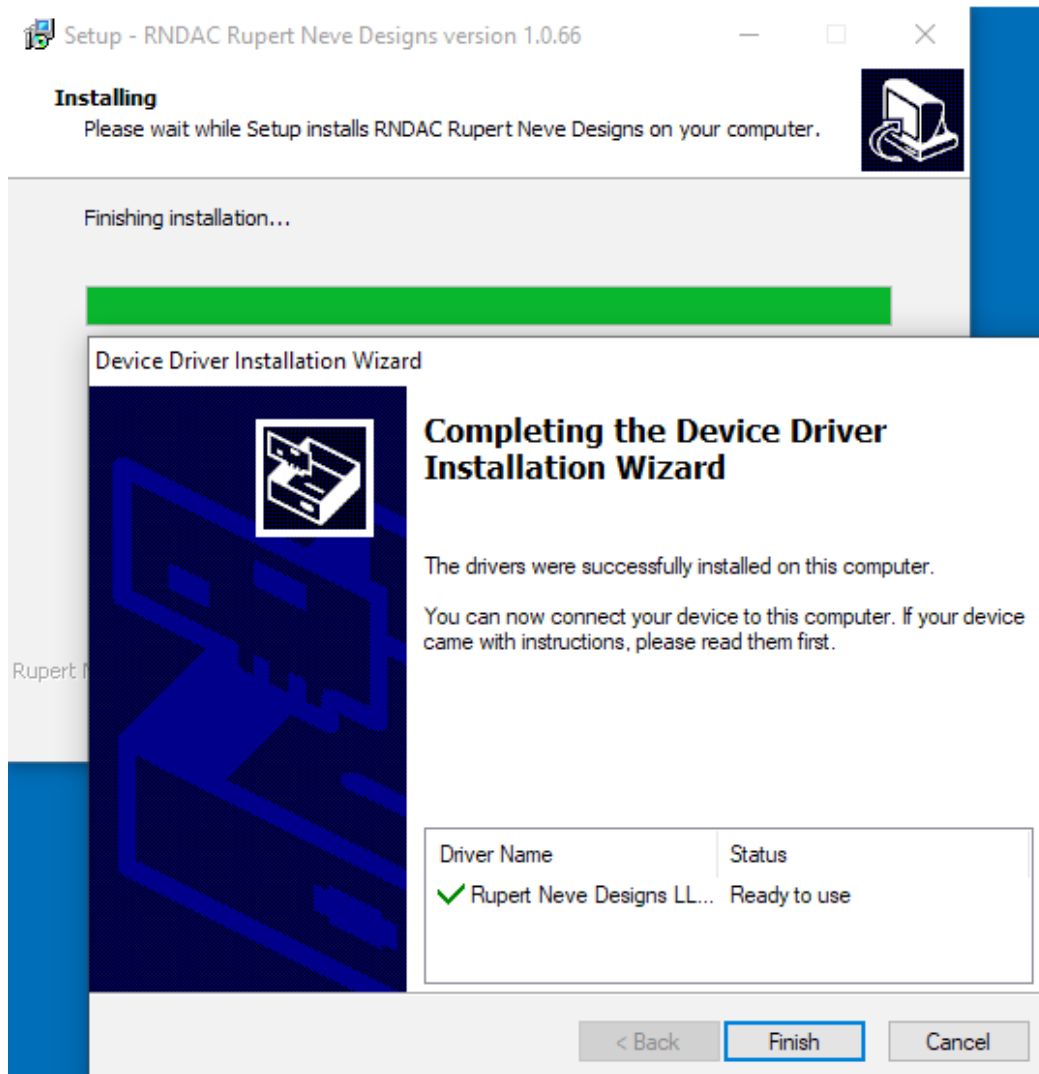 Setup - RNDAC Rupert Neve Designs version 1.0.66
Installing
Please wait while Setup installs RNDAC Rupert Neve Designs on your computer.
Finishing installation...
Device Driver Installation Wizard
Completing the Device Driver
Installation Wizard
The drivers were successfully installed on this computer.
You can now connect your device to this computer. If your device
came with instructions, please read them first.
Rupert
Driver Name Status
Rupert Neve Designs LL... Ready to use
< Back Finish Cancel